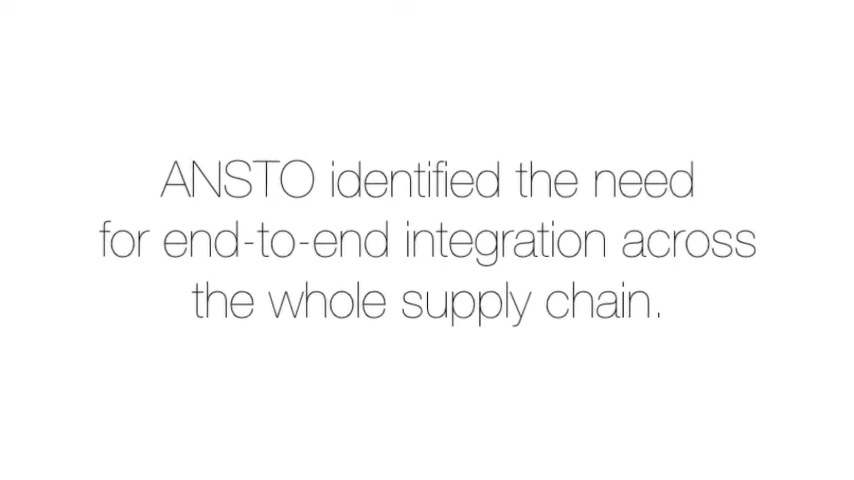 ANSTO identified the need
for end-to-end integration across
the whole supply chain.